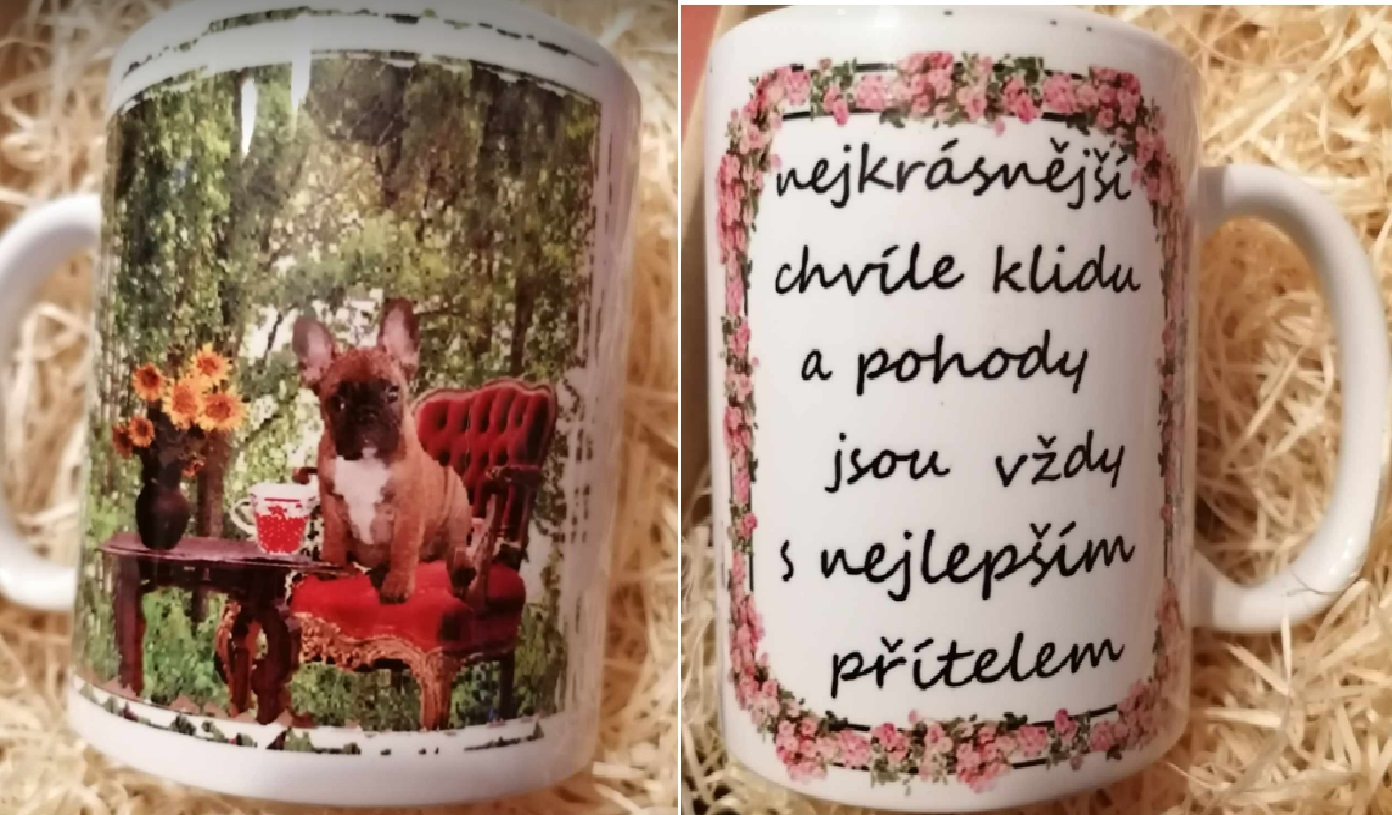 nejkrásnější
chvíle klidu
a pohody
jsou vždy
s nejlepším
přítelem